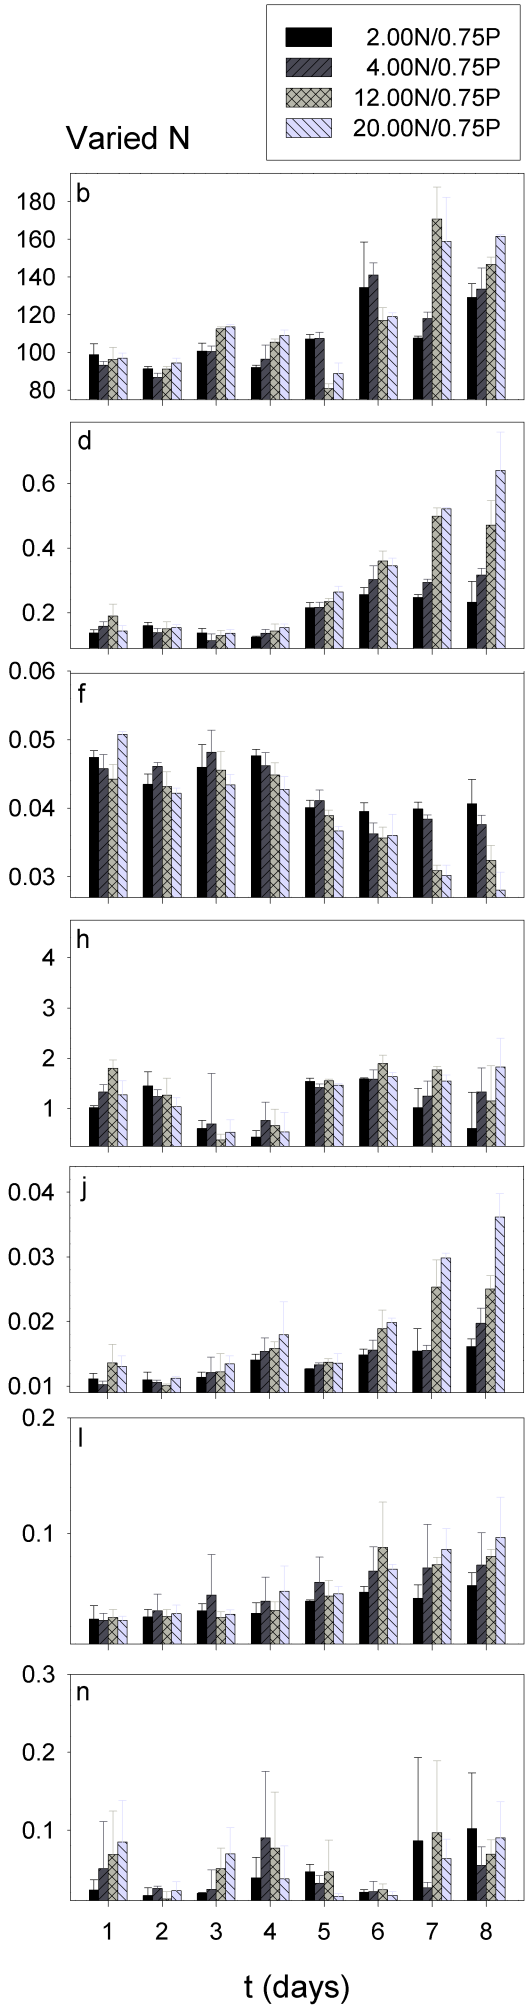 2.00N/0.75P
4.00N/0.75P
12.00N/0.75P
20.00N/0.75P
Varied N
b
180
160
140
120
100
80
d
0.6
0.4
0.2
f
0.06
0.05
0.04
0.03
h
4
3
2
1
j
0.04
0.03
0.02
0.01
l
0.2
0.1
n
0.3
0.2
0.1
1 2 3 4 5 6 7 8
t (days)